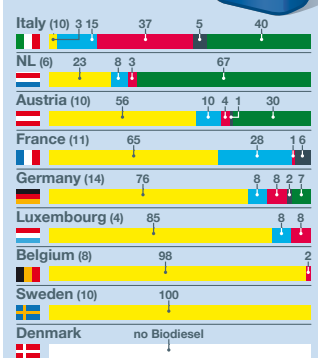 Italy (10) 3 15 37 5 40
NL (6) 23 8 3 67
Austria (10) 56 10 4 1 30
France (11) 65 28 1 6
Germany (14) 76 8 8 2 7
Luxembourg (4) 85 8 8
Belgium (8) 98 2
Sweden (10) 100
Denmark no Biodiesel